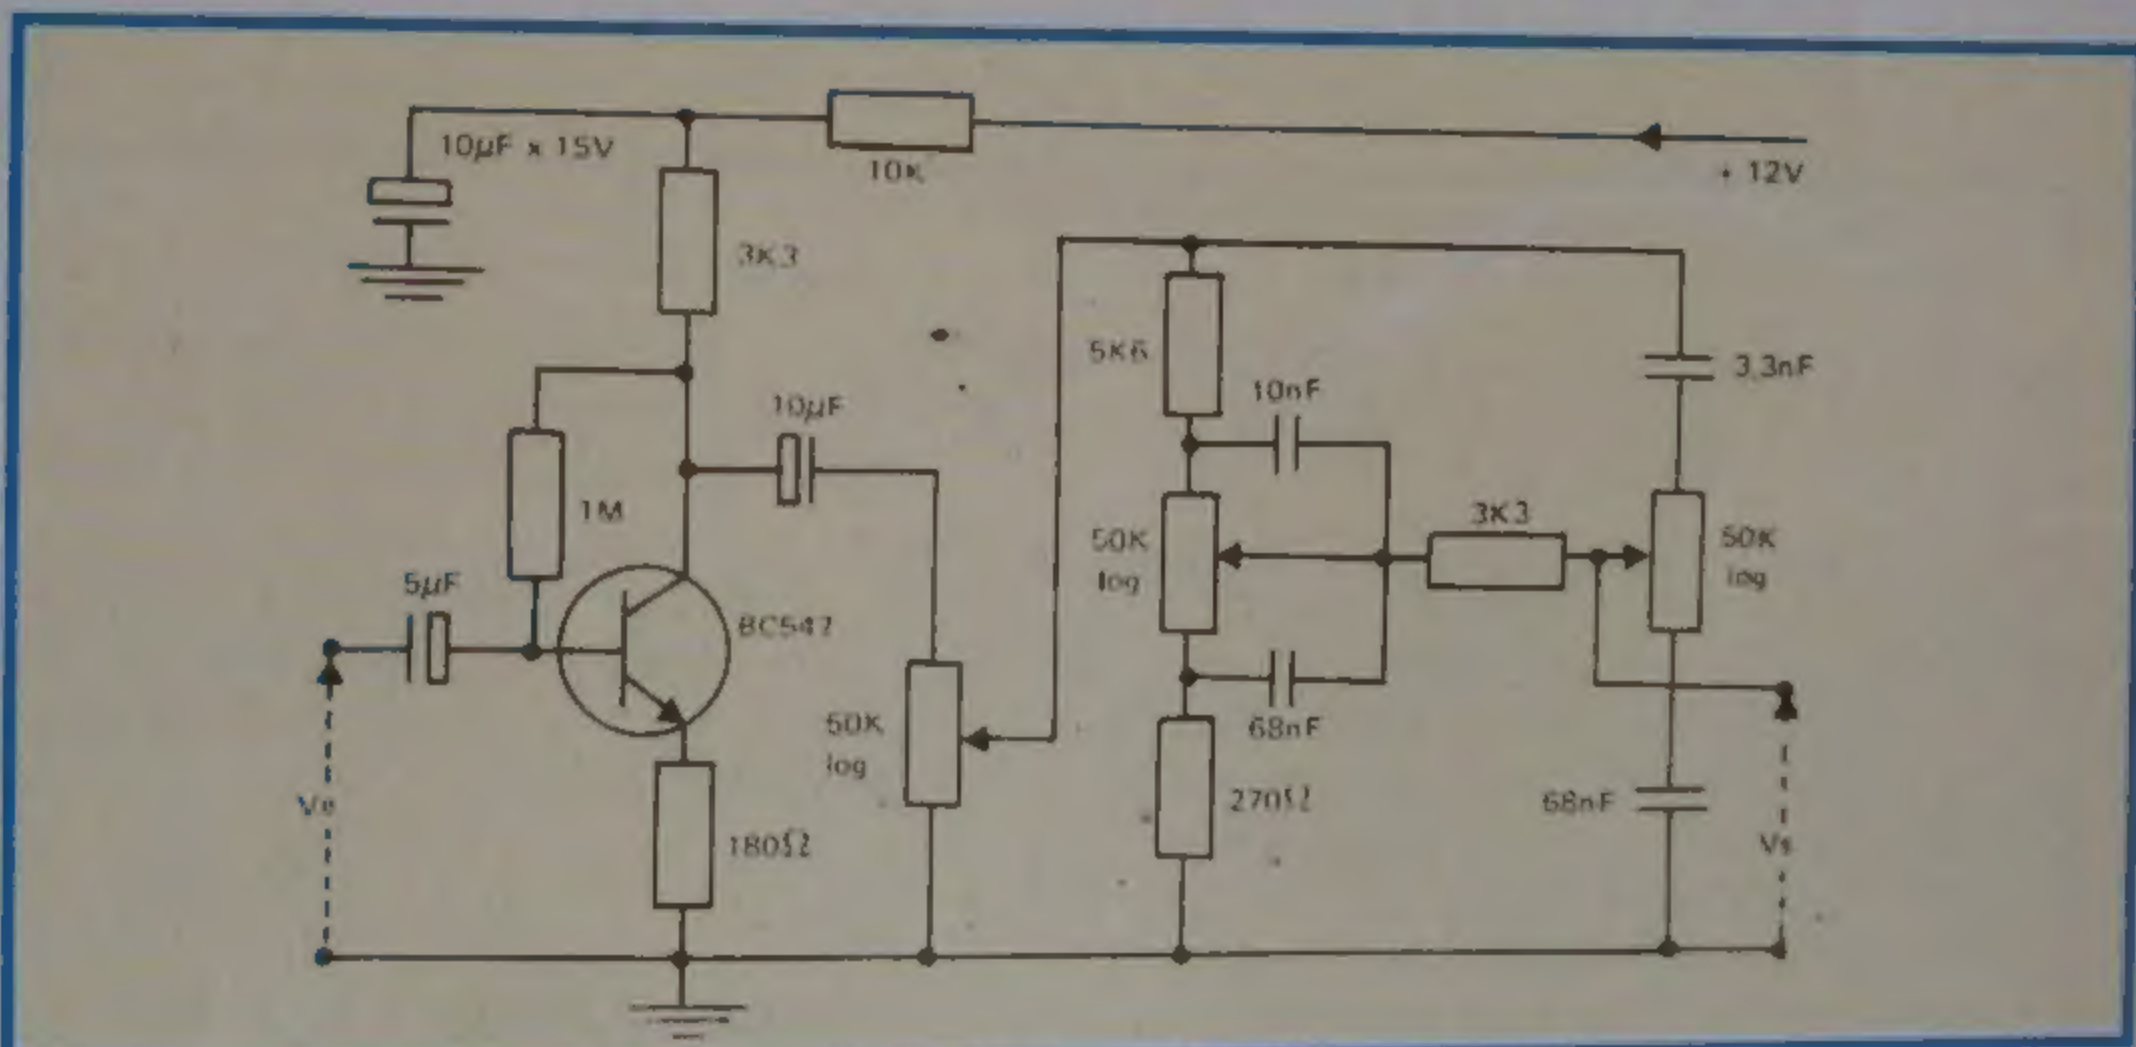 10µF x 15V
10K
+ 12V
3K3
5K6
10nF
3,3nF
10µF
1M
3K3
50K
log
50K
log
5µF
BC547
68nF
50K
log
Ve
180Ω
270Ω
68nF
Vs